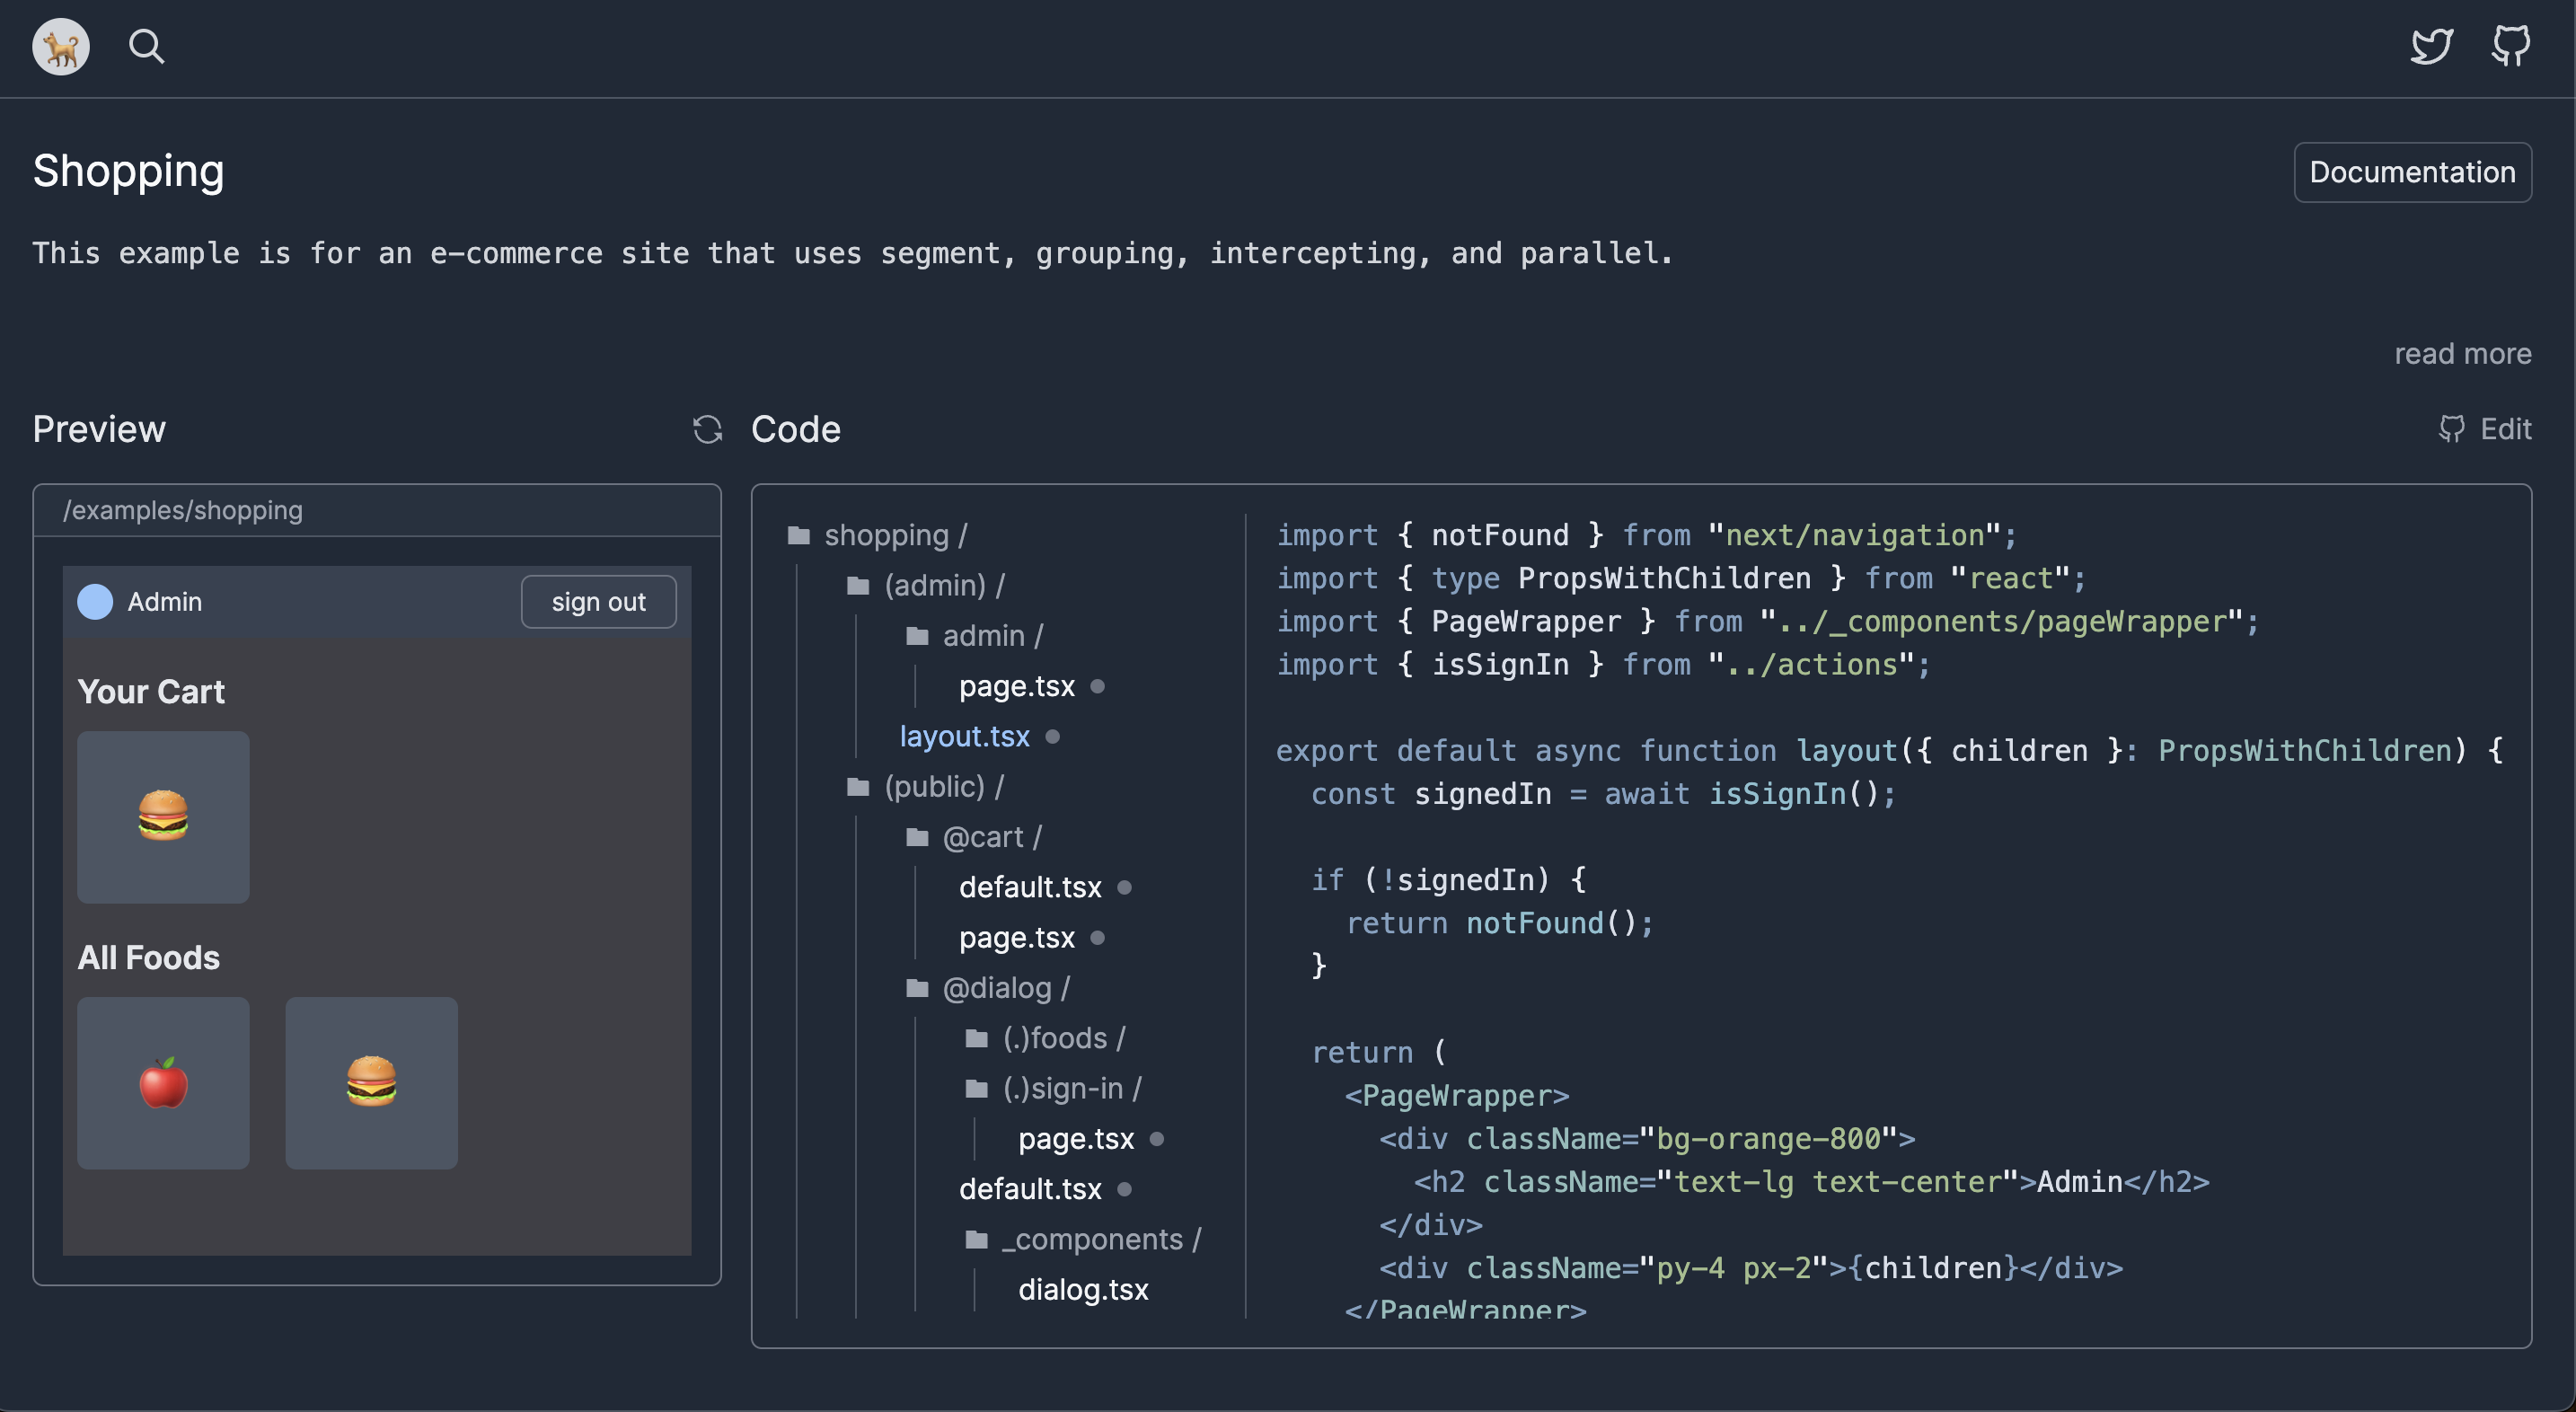 Shopping
Documentation
This example is for an e-commerce site that uses segment, grouping, intercepting, and parallel.
read more
Preview
Code
Edit
/examples/shopping
Admin
sign out
Your Cart
All Foods
shopping /
(admin) /
admin /
page.tsx
layout.tsx
(public) /
@cart /
default.tsx
page.tsx
@dialog /
(.)foods /
(.)sign-in /
page.tsx
default.tsx
_components /
dialog.tsx
import { notFound } from "next/navigation";
import { type PropsWithChildren } from "react";
import { PageWrapper } from "../_components/pageWrapper";
import { isSignIn } from "../actions";
export default async function layout({ children }: PropsWithChildren) {
const signedIn = await isSignIn();
if (!signedIn) {
return notFound();
}
return (
<PageWrapper>
<div className="bg-orange-800">
<h2 className="text-lg text-center">Admin</h2>
</div>
<div className="py-4 px-2">{children}</div>
</PageWrapper>